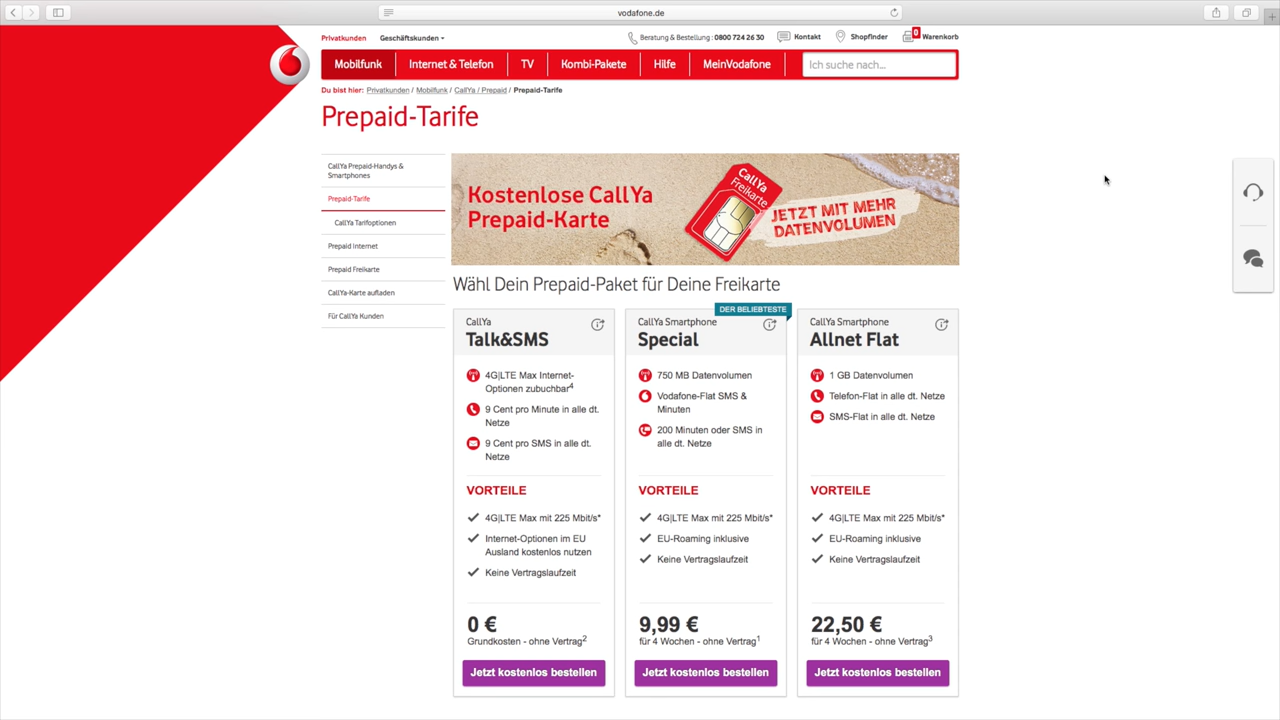 vodafone.de
Privatkunden Geschäftskunden
Beratung & Bestellung : 0800 724 26 30 Kontakt Shopfinder 0 Warenkorb
Mobilfunk Internet & Telefon TV Kombi-Pakete Hilfe MeinVodafone Ich suche nach...
Du bist hier: Privatkunden / Mobilfunk / CallYa / Prepaid / Prepaid-Tarife
Prepaid-Tarife
CallYa Prepaid-Handys &
Smartphones
Prepaid-Tarife
CallYa Tarifoptionen
Prepaid Internet
Prepaid Freikarte
CallYa-Karte aufladen
Für CallYa Kunden
Kostenlose CallYa
Prepaid-Karte
CallYa
Freikarte
JETZT MIT MEHR
DATENVOLUMEN
Wähl Dein Prepaid-Paket für Deine Freikarte
CallYa
Talk&SMS
4G|LTE Max Internet-
Optionen zubuchbar4
9 Cent pro Minute in alle dt.
Netze
9 Cent pro SMS in alle dt.
Netze
VORTEILE
4G|LTE Max mit 225 Mbit/s*
Internet-Optionen im EU
Ausland kostenlos nutzen
Keine Vertragslaufzeit
0 €
Grundkosten - ohne Vertrag2
Jetzt kostenlos bestellen
DER BELIEBTESTE
CallYa Smartphone
Special
750 MB Datenvolumen
Vodafone-Flat SMS &
Minuten
200 Minuten oder SMS in
alle dt. Netze
VORTEILE
4G|LTE Max mit 225 Mbit/s*
EU-Roaming inklusive
Keine Vertragslaufzeit
9,99 €
für 4 Wochen - ohne Vertrag1
Jetzt kostenlos bestellen
CallYa Smartphone
Allnet Flat
1 GB Datenvolumen
Telefon-Flat in alle dt. Netze
SMS-Flat in alle dt. Netze
VORTEILE
4G|LTE Max mit 225 Mbit/s*
EU-Roaming inklusive
Keine Vertragslaufzeit
22,50 €
für 4 Wochen - ohne Vertrag3
Jetzt kostenlos bestellen